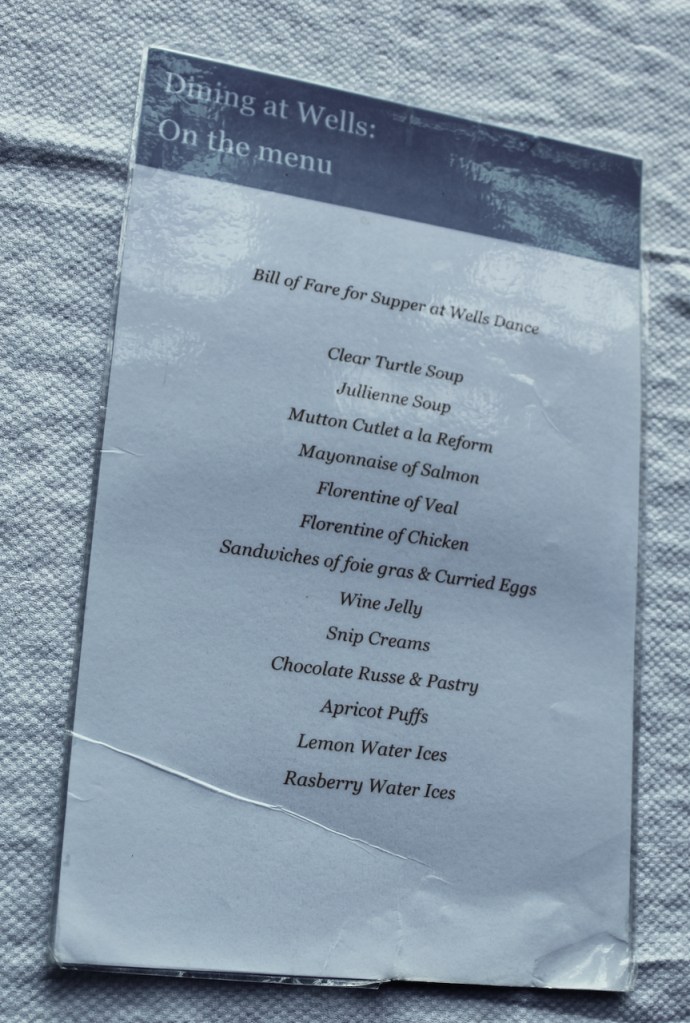 Dining at Wells:
On the menu
Bill of Fare for Supper at Wells Dance
Clear Turtle Soup
Jullienne Soup
Mutton Cutlet a la Reform
Mayonnaise of Salmon
Florentine of Veal
Florentine of Chicken
Sandwiches of foie gras & Curried Eggs
Wine Jelly
Snip Creams
Chocolate Russe & Pastry
Apricot Puffs
Lemon Water Ices
Rasberry Water Ices